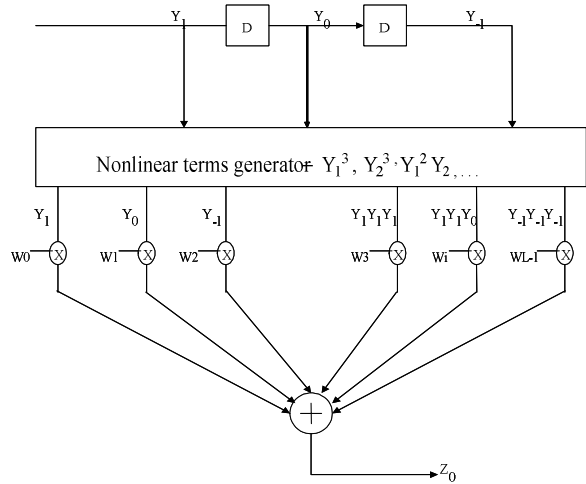 Y1 D Y0 D Y-1
Nonlinear terms generator Y1^3, Y2^3, Y1^2 Y2, ...
Y1 Y0 Y-1 Y1Y1Y1 Y1Y1Y0 Y-1Y-1Y-1
W0 X W1 X W2 X W3 X Wi X WL-1 X
+
Z0